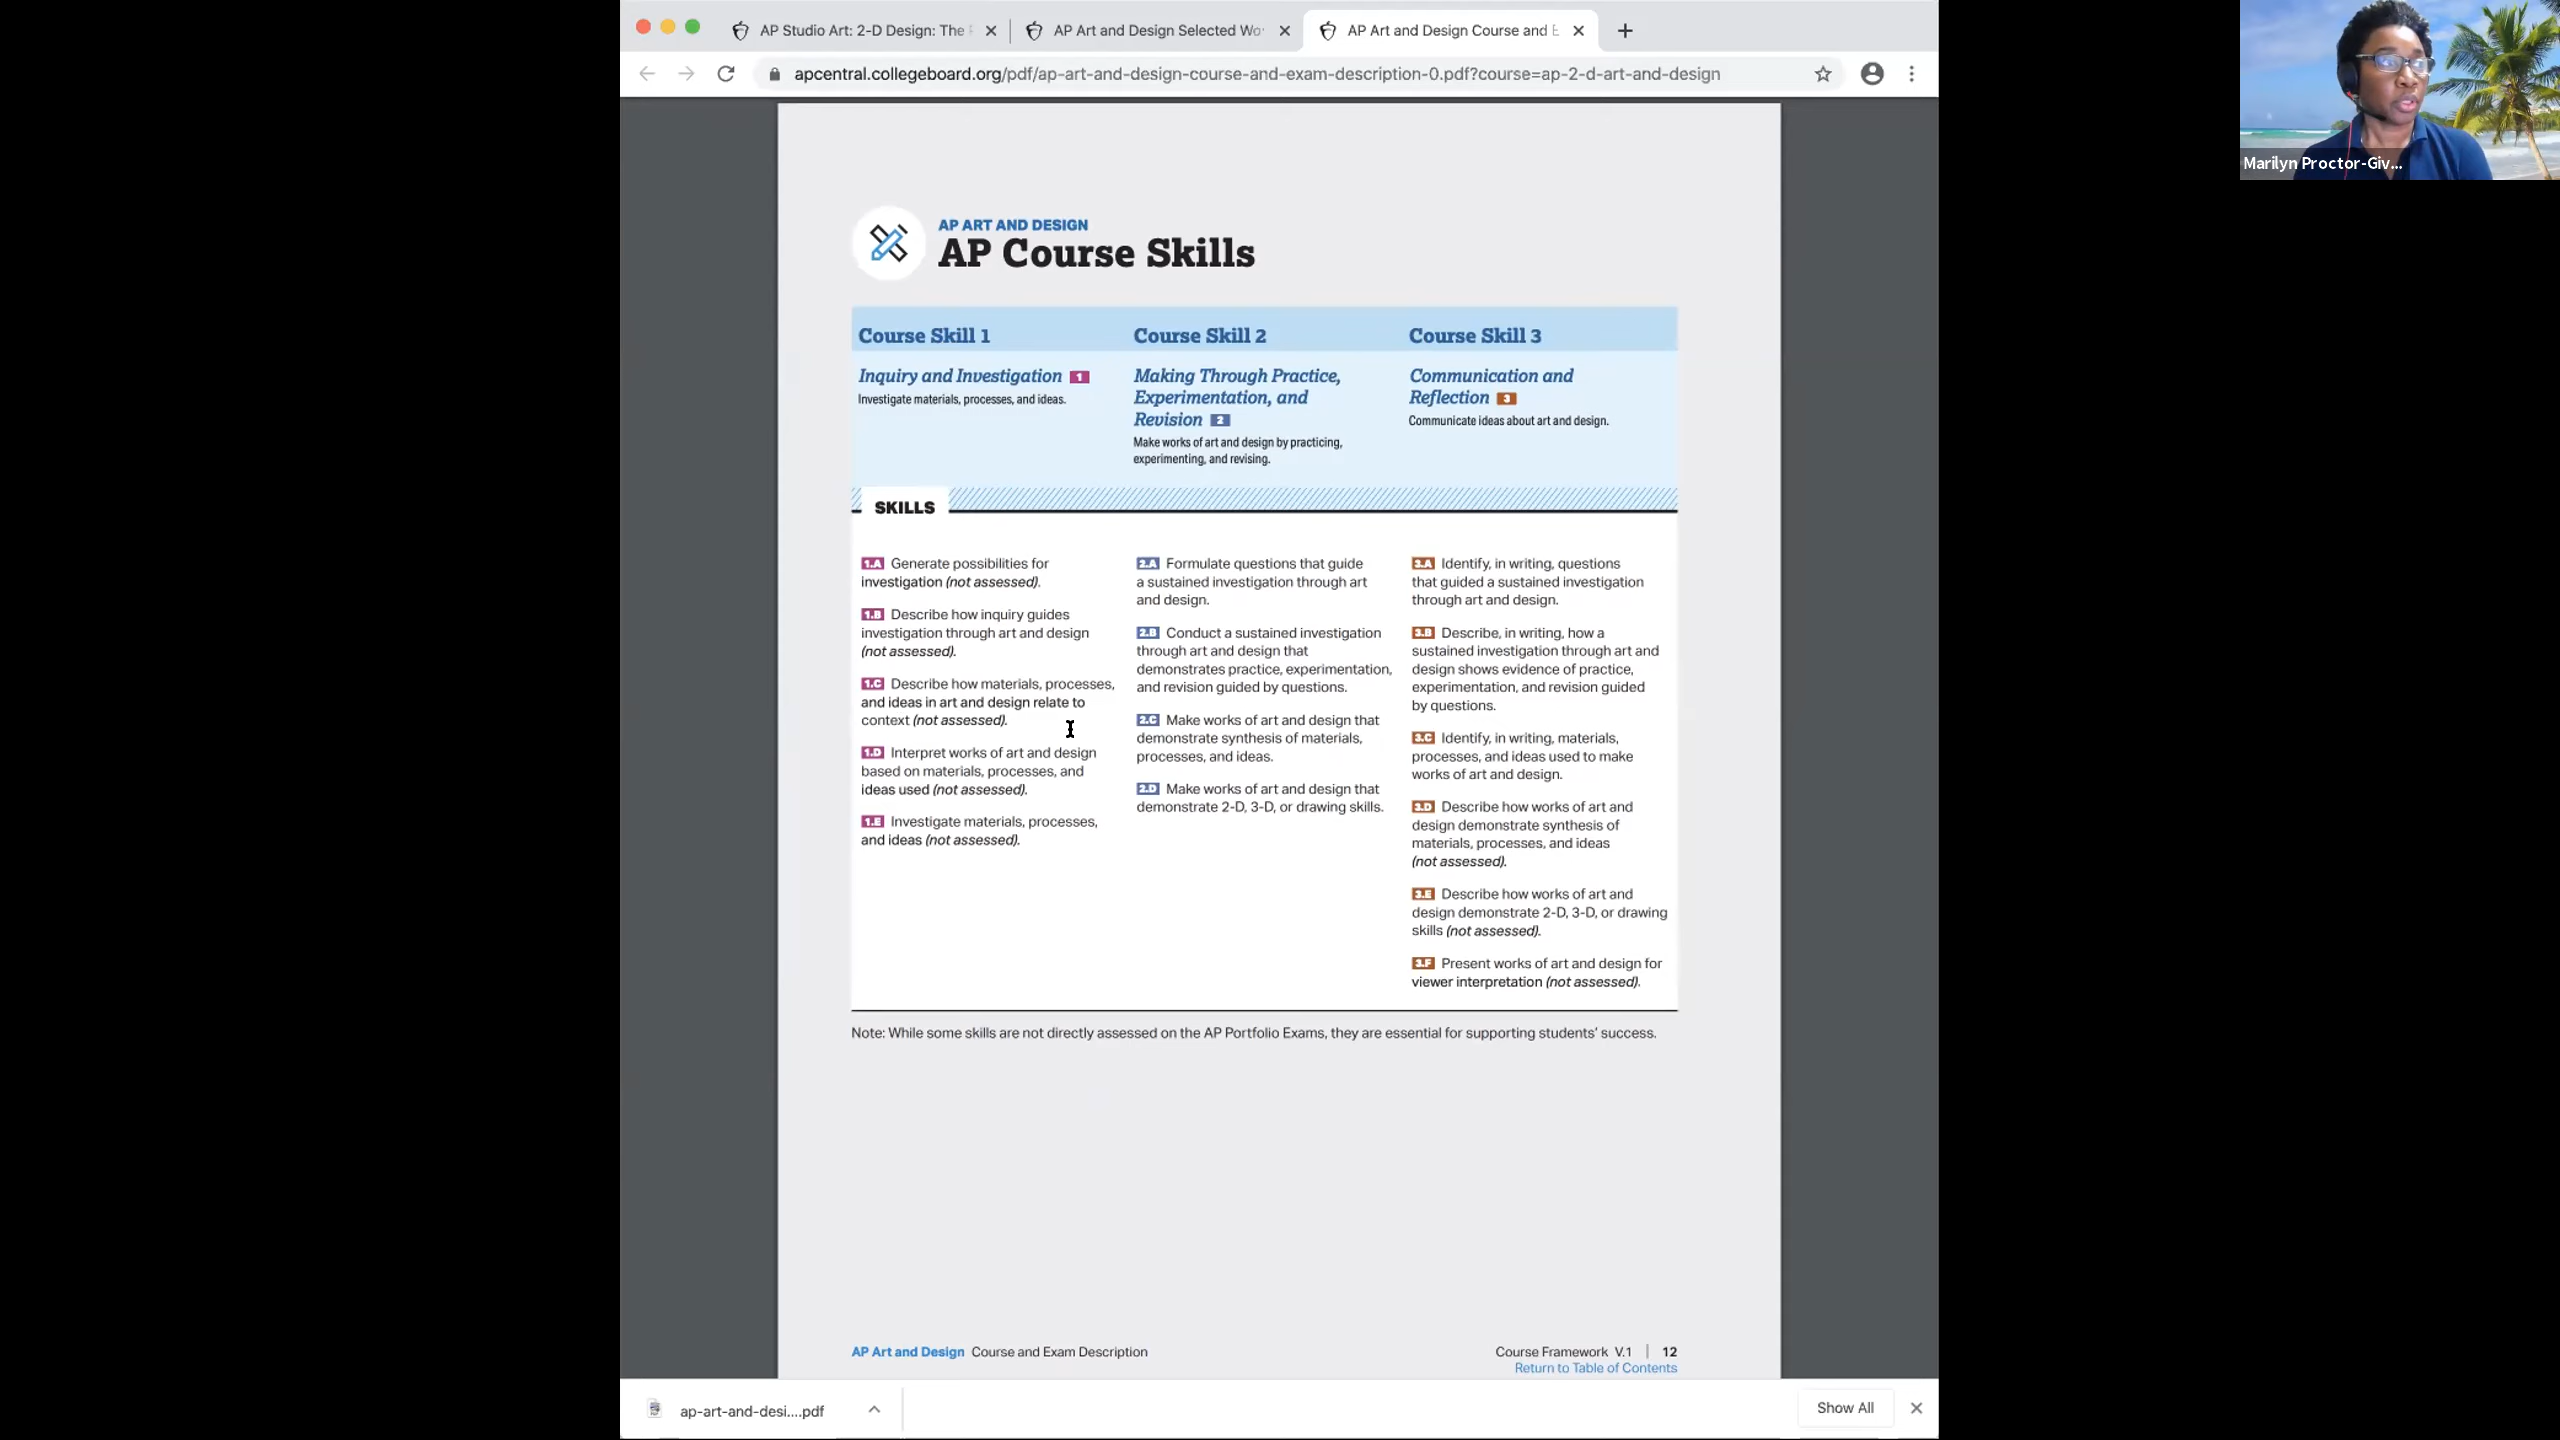 AP Studio Art: 2-D Design: The
AP Art and Design Selected Wo
AP Art and Design Course and E
apcentral.collegeboard.org/pdf/ap-art-and-design-course-and-exam-description-0.pdf?course=ap-2-d-art-and-design
Marilyn Proctor-Giv...
AP ART AND DESIGN
AP Course Skills
Course Skill 1
Inquiry and Investigation 1
Investigate materials, processes, and ideas.
Course Skill 2
Making Through Practice,
Experimentation, and
Revision 2
Make works of art and design by practicing,
experimenting, and revising.
Course Skill 3
Communication and
Reflection 3
Communicate ideas about art and design.
SKILLS
1.A Generate possibilities for
investigation (not assessed).
1.B Describe how inquiry guides
investigation through art and design
(not assessed).
1.C Describe how materials, processes,
and ideas in art and design relate to
context (not assessed).
1.D Interpret works of art and design
based on materials, processes, and
ideas used (not assessed).
1.E Investigate materials, processes,
and ideas (not assessed).
2.A Formulate questions that guide
a sustained investigation through art
and design.
2.B Conduct a sustained investigation
through art and design that
demonstrates practice, experimentation,
and revision guided by questions.
2.C Make works of art and design that
demonstrate synthesis of materials,
processes, and ideas.
2.D Make works of art and design that
demonstrate 2-D, 3-D, or drawing skills.
3.A Identify, in writing, questions
that guided a sustained investigation
through art and design.
3.B Describe, in writing, how a
sustained investigation through art and
design shows evidence of practice,
experimentation, and revision guided
by questions.
3.C Identify, in writing, materials,
processes, and ideas used to make
works of art and design.
3.D Describe how works of art and
design demonstrate synthesis of
materials, processes, and ideas
(not assessed).
3.E Describe how works of art and
design demonstrate 2-D, 3-D, or drawing
skills (not assessed).
3.F Present works of art and design for
viewer interpretation (not assessed).
Note: While some skills are not directly assessed on the AP Portfolio Exams, they are essential for supporting students' success.
AP Art and Design Course and Exam Description
Course Framework V.1 | 12
Return to Table of Contents
ap-art-and-desi....pdf
Show All